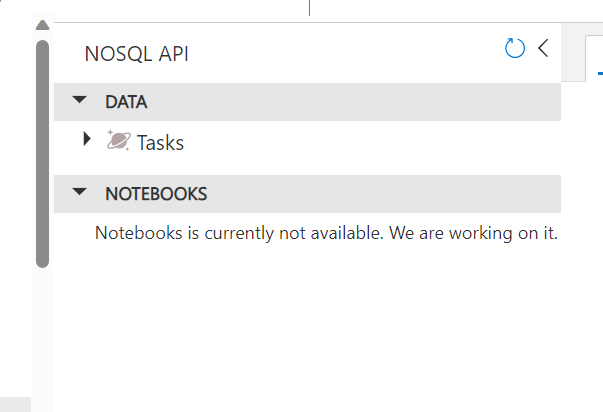 NOSQL API
DATA
Tasks
NOTEBOOKS
Notebooks is currently not available. We are working on it.